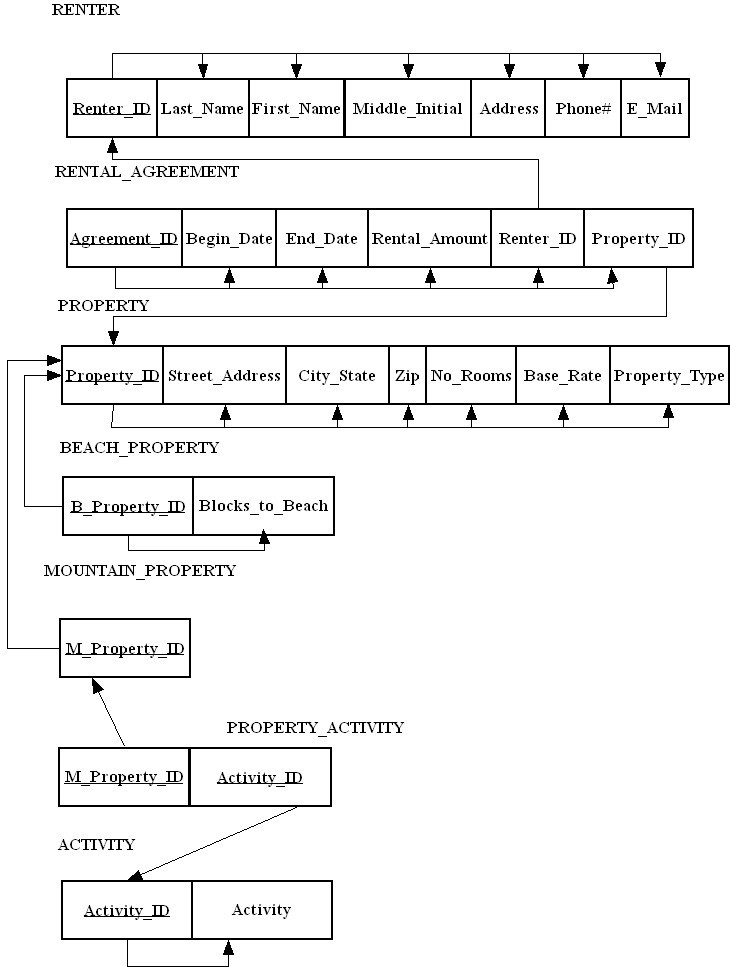 RENTER
Renter_ID Last_Name First_Name Middle_Initial Address Phone# E_Mail
RENTAL_AGREEMENT
Agreement_ID Begin_Date End_Date Rental_Amount Renter_ID Property_ID
PROPERTY
Property_ID Street_Address City_State Zip No_Rooms Base_Rate Property_Type
BEACH_PROPERTY
B_Property_ID Blocks_to_Beach
MOUNTAIN_PROPERTY
M_Property_ID
PROPERTY_ACTIVITY
M_Property_ID Activity_ID
ACTIVITY
Activity_ID Activity